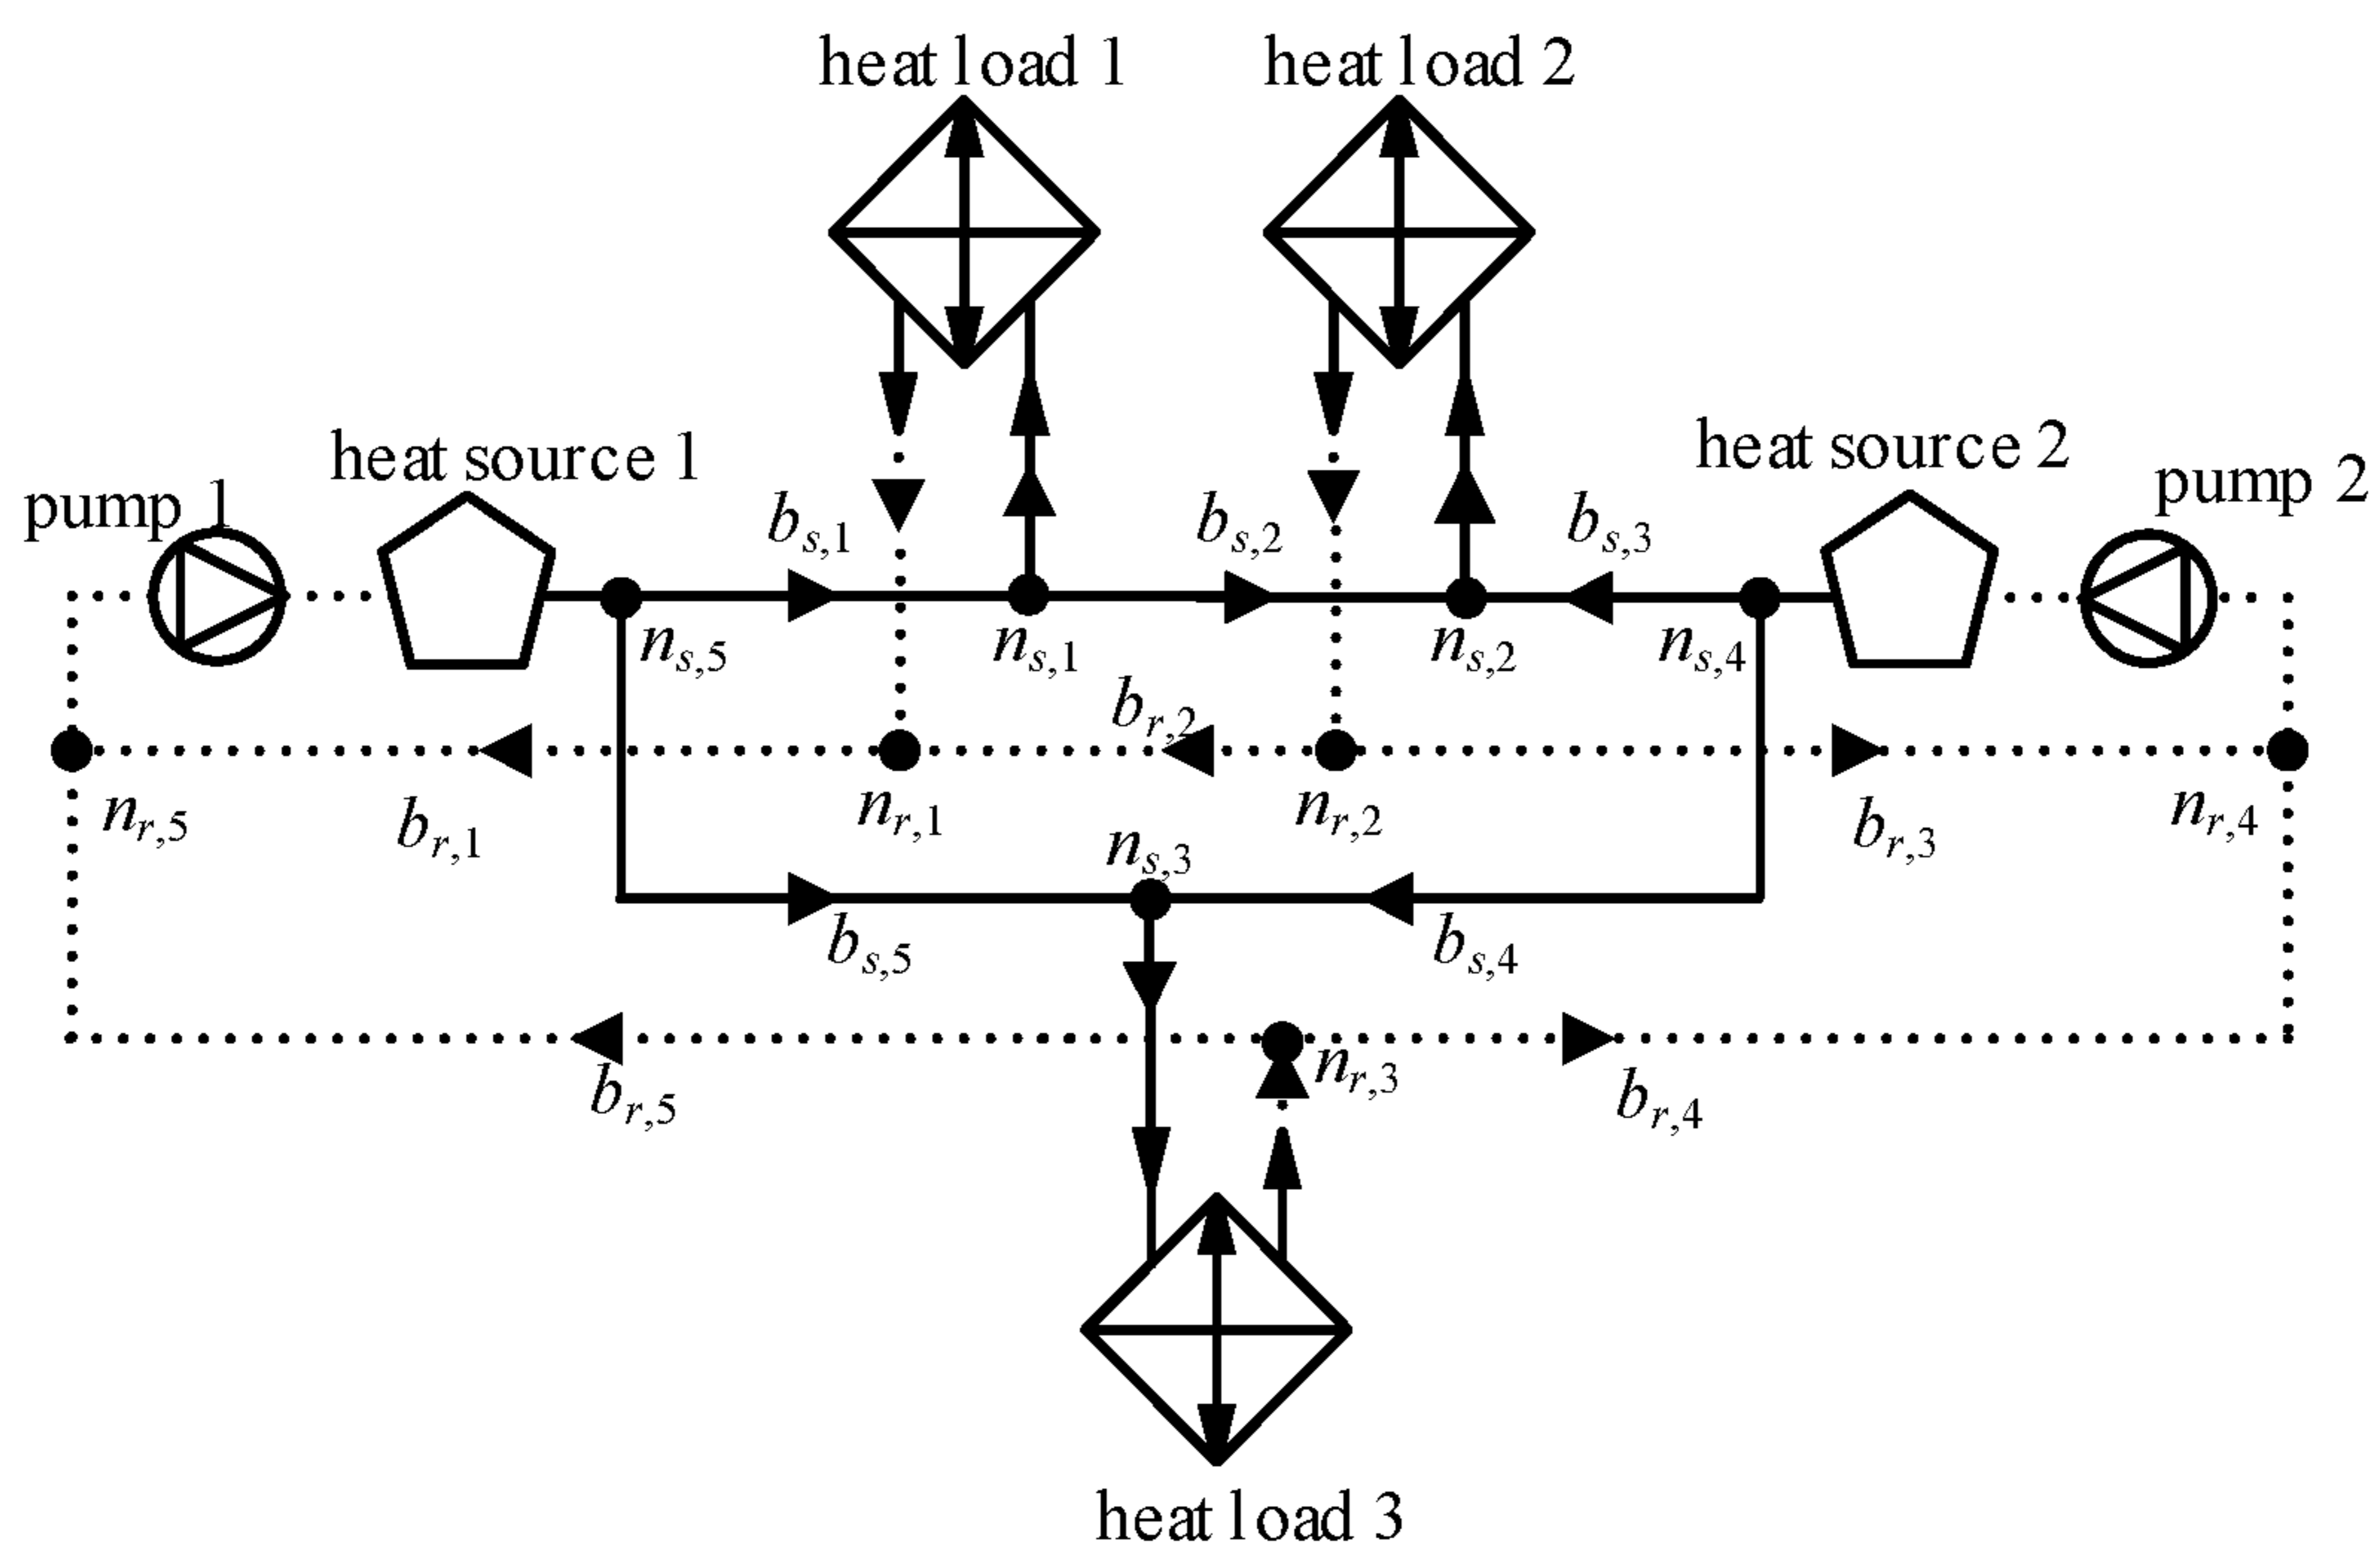 heat load 1
heat load 2
heat source 1
heat source 2
pump 1
pump 2
b_{s,1}
b_{s,2}
b_{s,3}
n_{s,5}
n_{s,1}
n_{s,2}
n_{s,4}
b_{r,2}
n_{r,5}
b_{r,1}
n_{r,1}
n_{r,2}
b_{r,3}
n_{r,4}
n_{s,3}
b_{s,5}
b_{s,4}
n_{r,3}
b_{r,5}
b_{r,4}
heat load 3